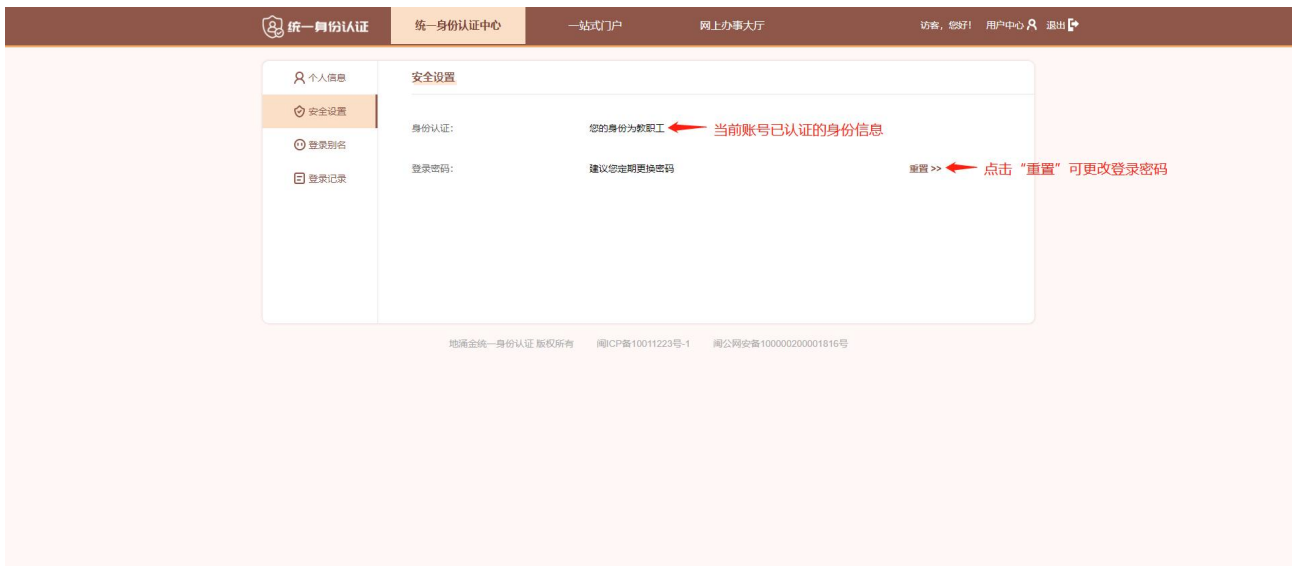 统一身份认证 统一身份认证中心 一站式门户 网上办事大厅 访客，您好！ 用户中心 退出
个人信息 安全设置
安全设置
身份认证： 您的身份为教职工 当前账号已认证的身份信息
登录别名
登录密码： 建议您定期更换密码 重置 >> 点击“重置”可更改登录密码
登录记录
地涌金统一身份认证 版权所有 闽ICP备10011223号-1 闽公网安备100000200001816号